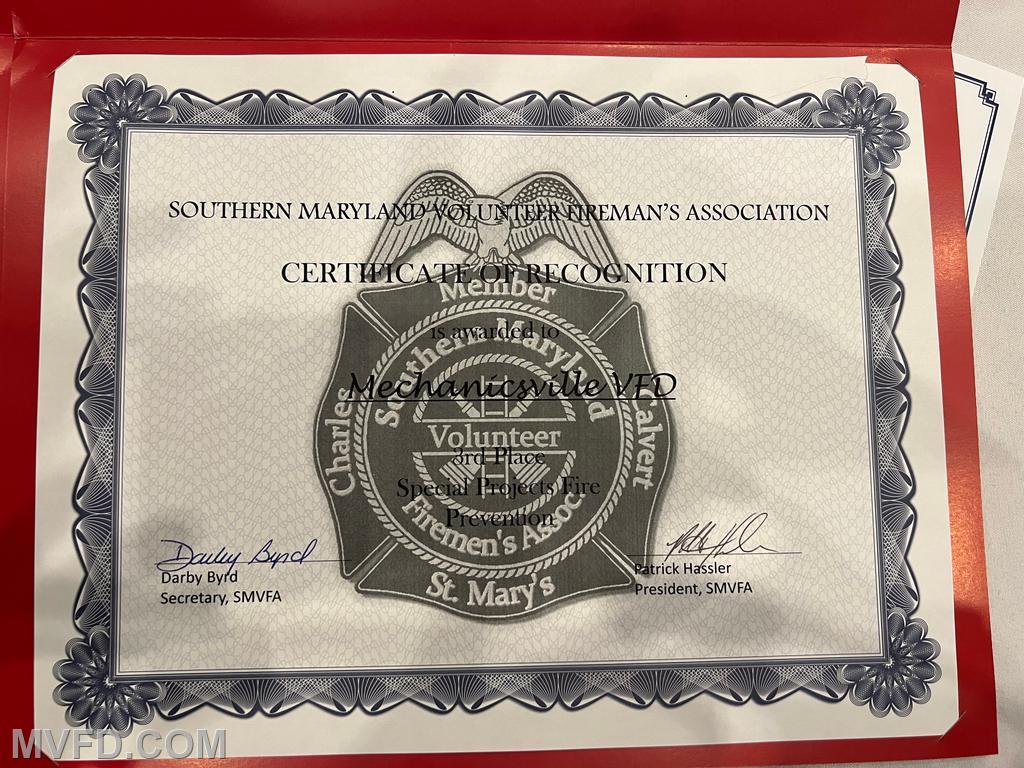 SOUTHERN MARYLAND VOLUNTEER FIREMAN'S ASSOCIATION
CERTIFICATE OF RECOGNITION
Member
is awarded to
Southern Maryland
Mechanicsville VFD
Charles
Calvert
Volunteer
3rd Place
Special Projects Fire
Prevention
Firemen's Assoc
St. Mary's
Darby Byrd
Darby Byrd
Secretary, SMVFA
Patrick Hassler
President, SMVFA
MVFD.COM